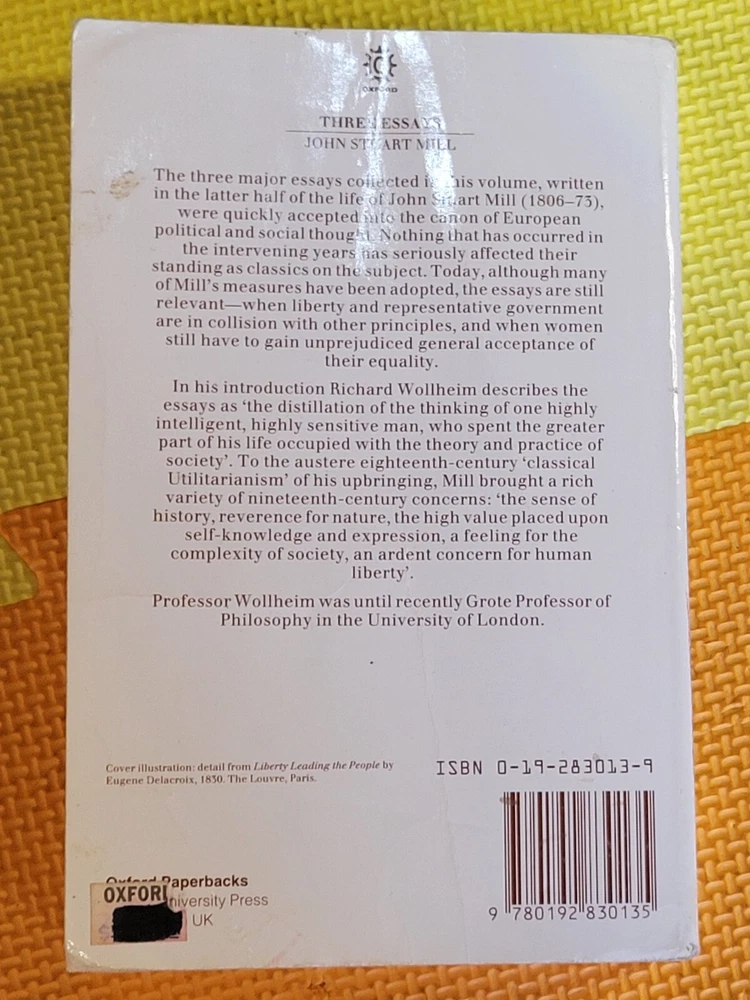 OXFORD
THREE ESSAYS
JOHN STUART MILL
The three major essays collected in this volume, written
in the latter half of the life of John Stuart Mill (1806–73),
were quickly accepted into the canon of European
political and social thought. Nothing that has occurred in
the intervening years has seriously affected their
standing as classics on the subject. Today, although many
of Mill's measures have been adopted, the essays are still
relevant—when liberty and representative government
are in collision with other principles, and when women
still have to gain unprejudiced general acceptance of
their equality.
In his introduction Richard Wollheim describes the
essays as ‘the distillation of the thinking of one highly
intelligent, highly sensitive man, who spent the greater
part of his life occupied with the theory and practice of
society’. To the austere eighteenth-century ‘classical
Utilitarianism’ of his upbringing, Mill brought a rich
variety of nineteenth-century concerns: ‘the sense of
history, reverence for nature, the high value placed upon
self-knowledge and expression, a feeling for the
complexity of society, an ardent concern for human
liberty’.
Professor Wollheim was until recently Grote Professor of
Philosophy in the University of London.
Cover illustration: detail from Liberty Leading the People by
Eugene Delacroix, 1830. The Louvre, Paris.
ISBN 0-19-283013-9
Oxford Paperbacks
OXFOR
niversity Press
UK
9 780192 830135